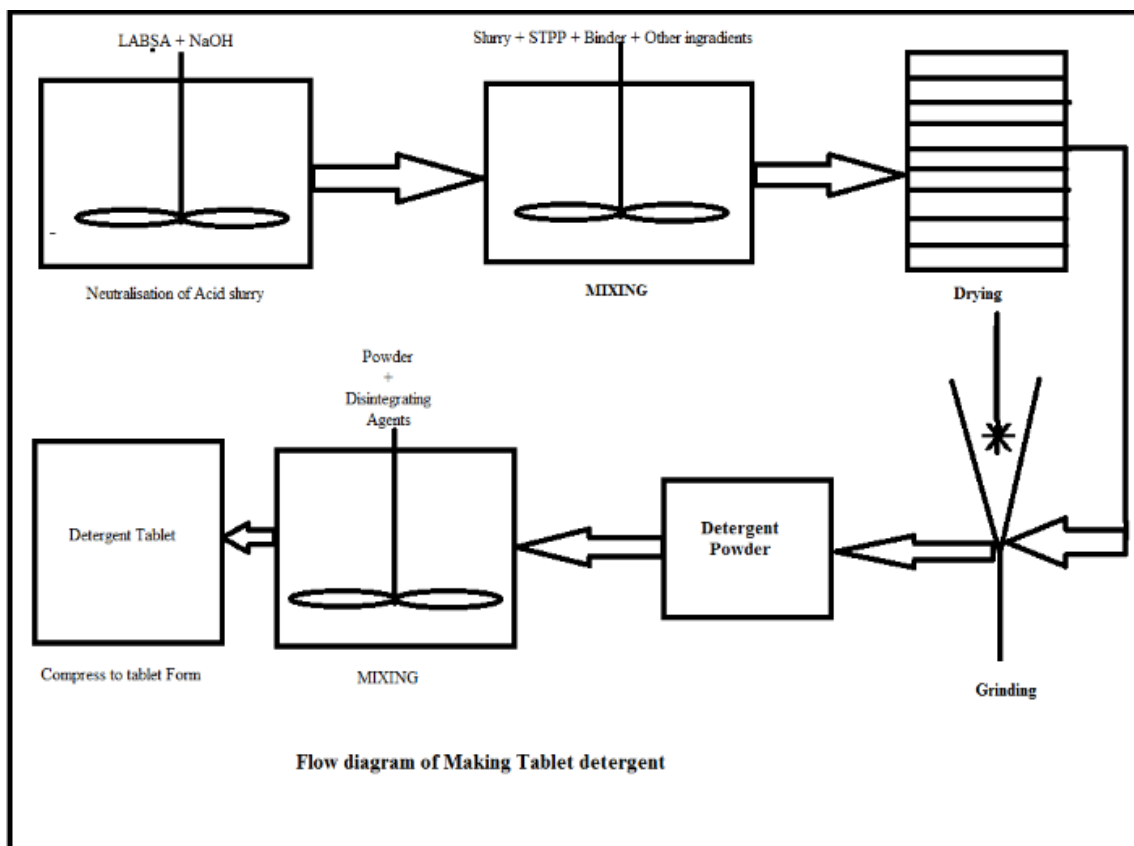 LABSA + NaOH
Slurry + STPP + Binder + Other ingradients
Neutralisation of Acid slurry
MIXING
Drying
Powder
+
Disintegrating
Agents
Detergent Tablet
Detergent
Powder
Compress to tablet Form
MIXING
Grinding
Flow diagram of Making Tablet detergent